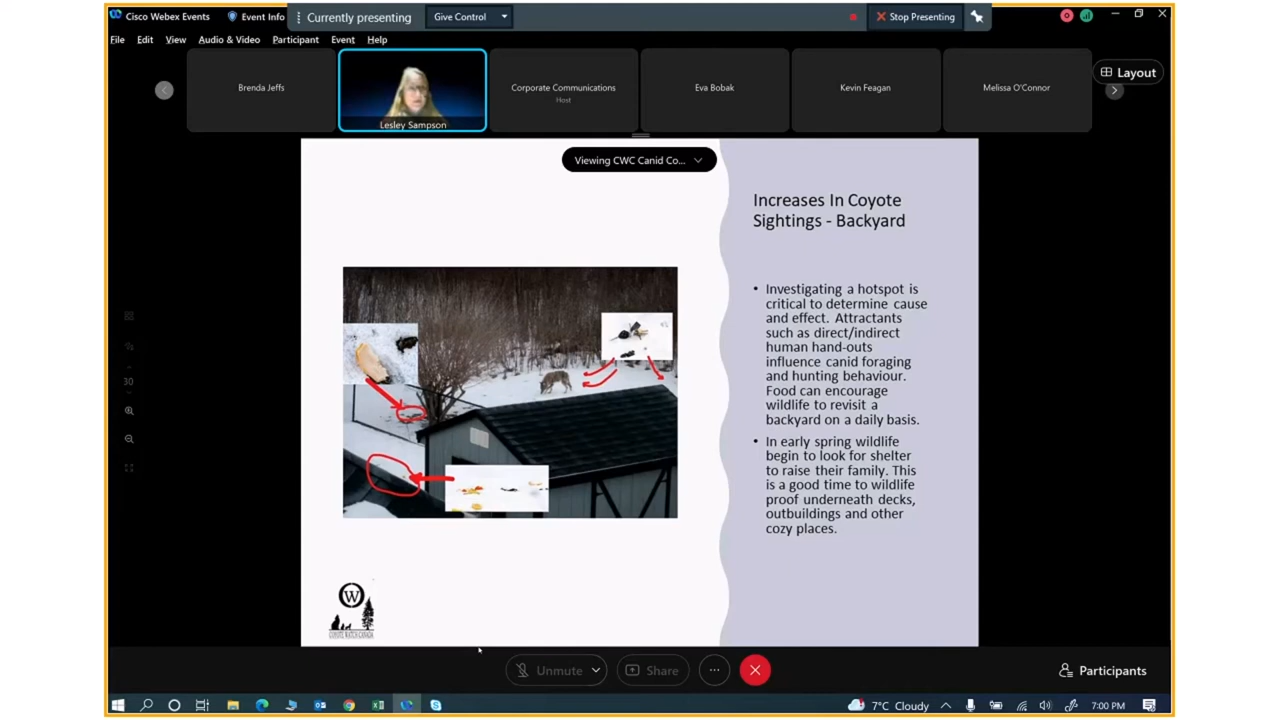 Cisco Webex Events
Event Info
Currently presenting
Give Control
Stop Presenting
File Edit View Audio & Video Participant Event Help
Brenda Jeffs
Lesley Sampson
Corporate Communications
Host
Eva Bobak
Kevin Feagan
Melissa O'Connor
Layout
Viewing CWC Canid Co...
Increases In Coyote
Sightings - Backyard
• Investigating a hotspot is
critical to determine cause
and effect. Attractants
such as direct/indirect
human hand-outs
influence canid foraging
and hunting behaviour.
Food can encourage
wildlife to revisit a
backyard on a daily basis.
• In early spring wildlife
begin to look for shelter
to raise their family. This
is a good time to wildlife
proof underneath decks,
outbuildings and other
cozy places.
30
W
COYOTE WATCH CANADA
Unmute
Share
Participants
7°C Cloudy
7:00 PM